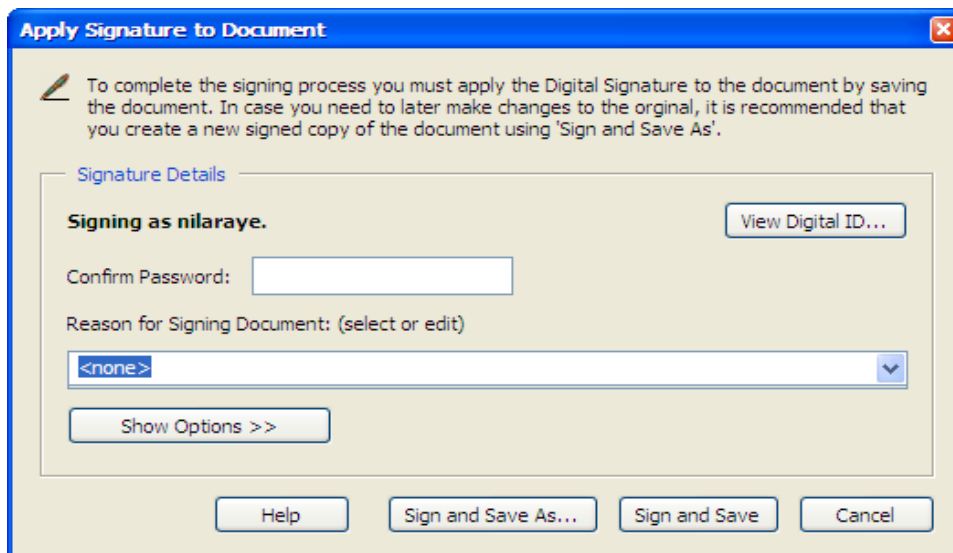 Apply Signature to Document
To complete the signing process you must apply the Digital Signature to the document by saving
the document. In case you need to later make changes to the orginal, it is recommended that
you create a new signed copy of the document using 'Sign and Save As'.
Signature Details
Signing as nilaraye.
View Digital ID...
Confirm Password:
Reason for Signing Document: (select or edit)
<none>
Show Options >>
Help
Sign and Save As...
Sign and Save
Cancel